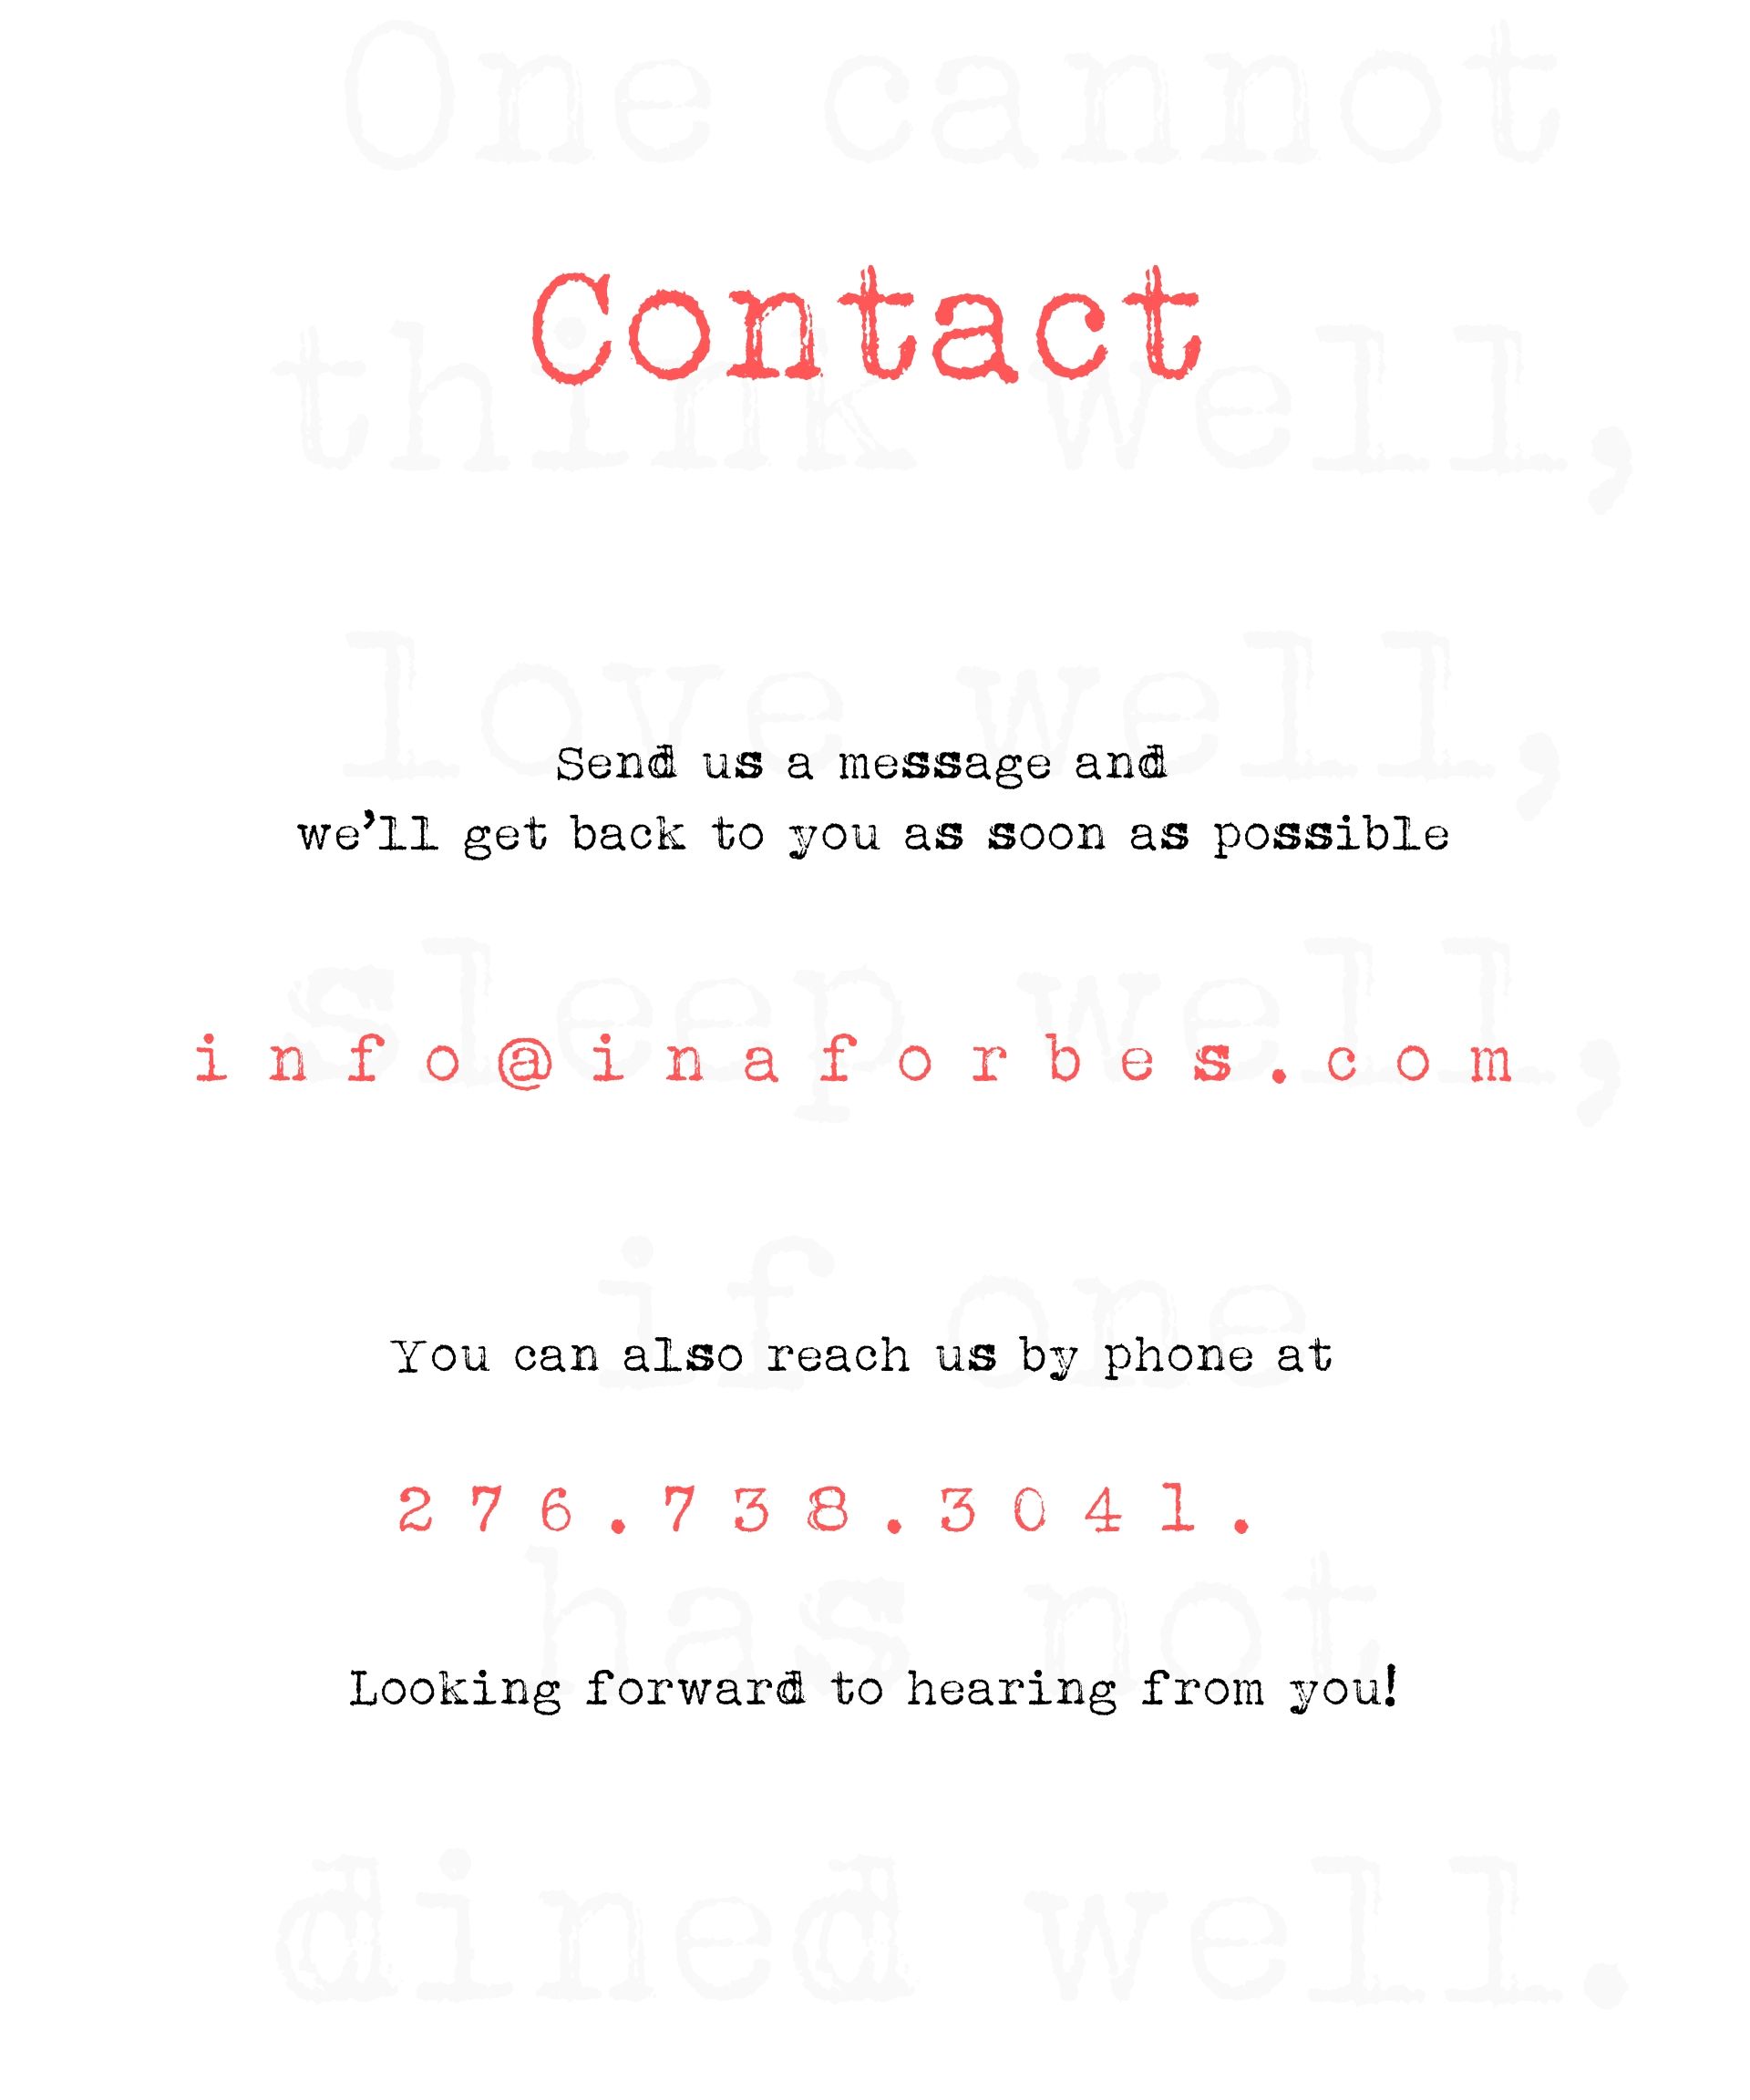 One cannot
Contact
think well,
love well,
Send us a message and
we'll get back to you as soon as possible
sleep well,
info@inaforbes.com
if one
You can also reach us by phone at
276.738.3041.
has not
Looking forward to hearing from you!
dined well.